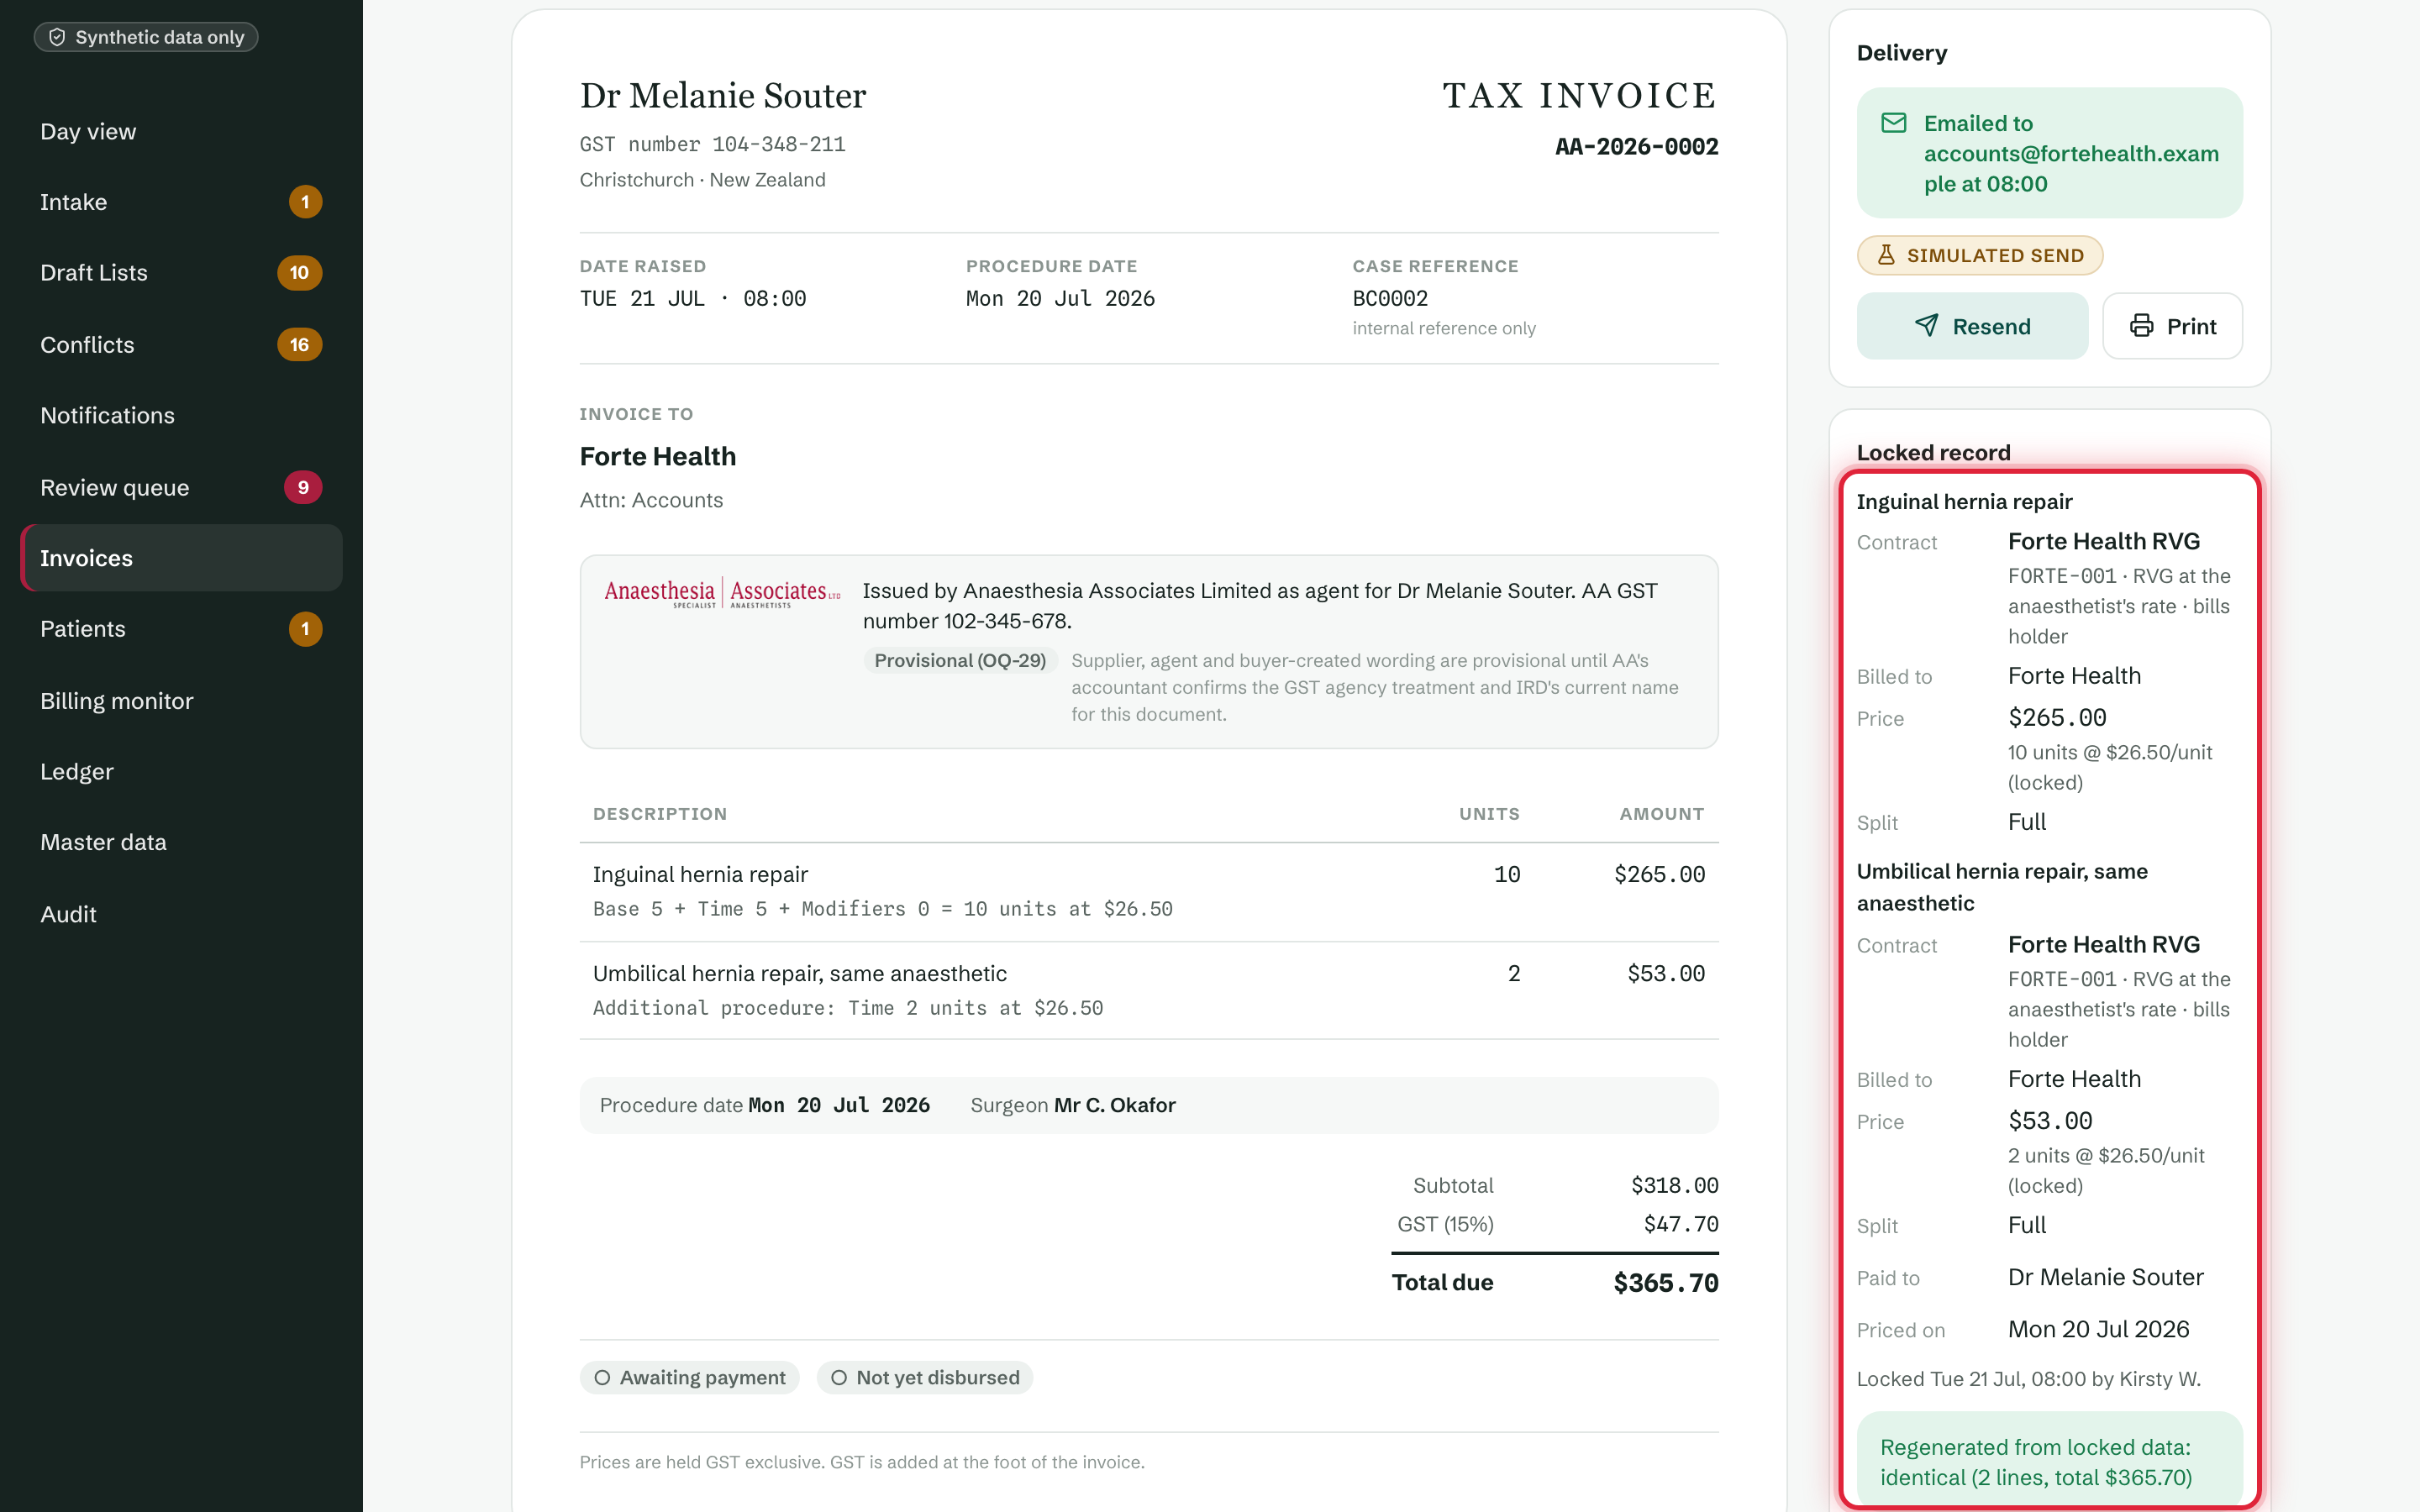 Synthetic data only
Day view
Intake 1
Draft Lists 10
Conflicts 16
Notifications
Review queue 9
Invoices
Patients 1
Billing monitor
Ledger
Master data
Audit
Dr Melanie Souter
GST number 104-348-211
Christchurch · New Zealand
TAX INVOICE
AA-2026-0002
DATE RAISED
TUE 21 JUL · 08:00
PROCEDURE DATE
Mon 20 Jul 2026
CASE REFERENCE
BC0002
internal reference only
INVOICE TO
Forte Health
Attn: Accounts
Anaesthesia Associates LTD
SPECIALIST ANAESTHETISTS
Issued by Anaesthesia Associates Limited as agent for Dr Melanie Souter. AA GST
number 102-345-678.
Provisional (OQ-29)
Supplier, agent and buyer-created wording are provisional until AA's
accountant confirms the GST agency treatment and IRD's current name
for this document.
DESCRIPTION UNITS AMOUNT
Inguinal hernia repair 10 $265.00
Base 5 + Time 5 + Modifiers 0 = 10 units at $26.50
Umbilical hernia repair, same anaesthetic 2 $53.00
Additional procedure: Time 2 units at $26.50
Procedure date Mon 20 Jul 2026 Surgeon Mr C. Okafor
Subtotal $318.00
GST (15%) $47.70
Total due $365.70
Awaiting payment Not yet disbursed
Prices are held GST exclusive. GST is added at the foot of the invoice.
Delivery
Emailed to
accounts@fortehealth.exam
ple at 08:00
SIMULATED SEND
Resend Print
Locked record
Inguinal hernia repair
Contract Forte Health RVG
FORTE-001 · RVG at the
anaesthetist's rate · bills
holder
Billed to Forte Health
Price $265.00
10 units @ $26.50/unit
(locked)
Split Full
Umbilical hernia repair, same
anaesthetic
Contract Forte Health RVG
FORTE-001 · RVG at the
anaesthetist's rate · bills
holder
Billed to Forte Health
Price $53.00
2 units @ $26.50/unit
(locked)
Split Full
Paid to Dr Melanie Souter
Priced on Mon 20 Jul 2026
Locked Tue 21 Jul, 08:00 by Kirsty W.
Regenerated from locked data:
identical (2 lines, total $365.70)